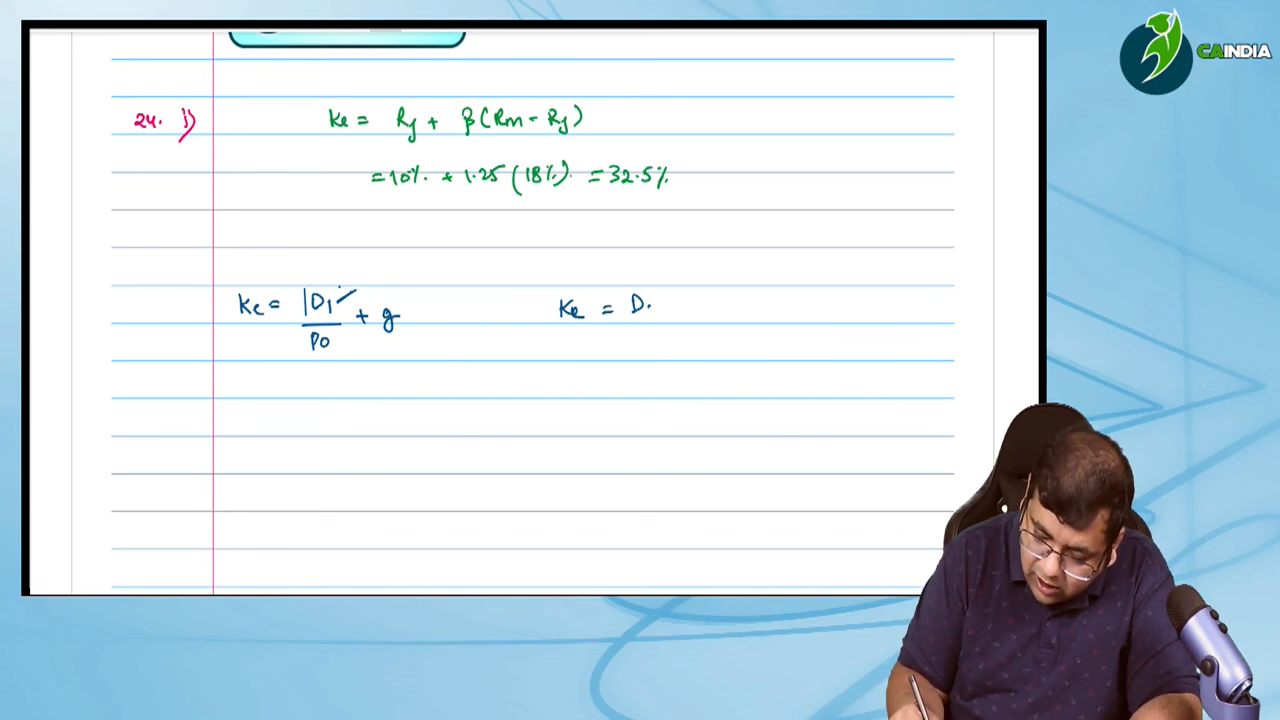 CAINDIA
24. i) Ke = Rf + β(Rm - Rf)
= 10% + 1.25 (18%) = 32.5%
Ke = D1 + g Ke = D.
P0